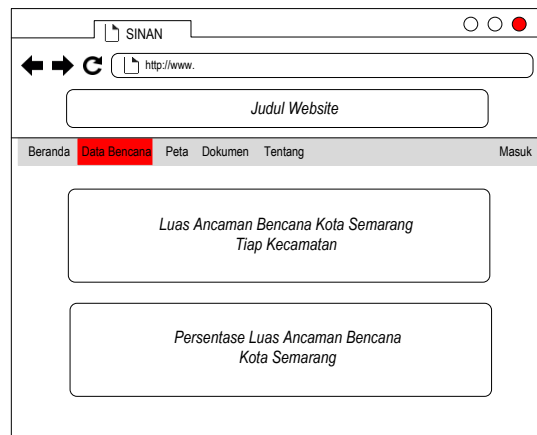 SINAN
http://www.
Judul Website
Beranda Data Bencana Peta Dokumen Tentang Masuk
Luas Ancaman Bencana Kota Semarang
Tiap Kecamatan
Persentase Luas Ancaman Bencana
Kota Semarang